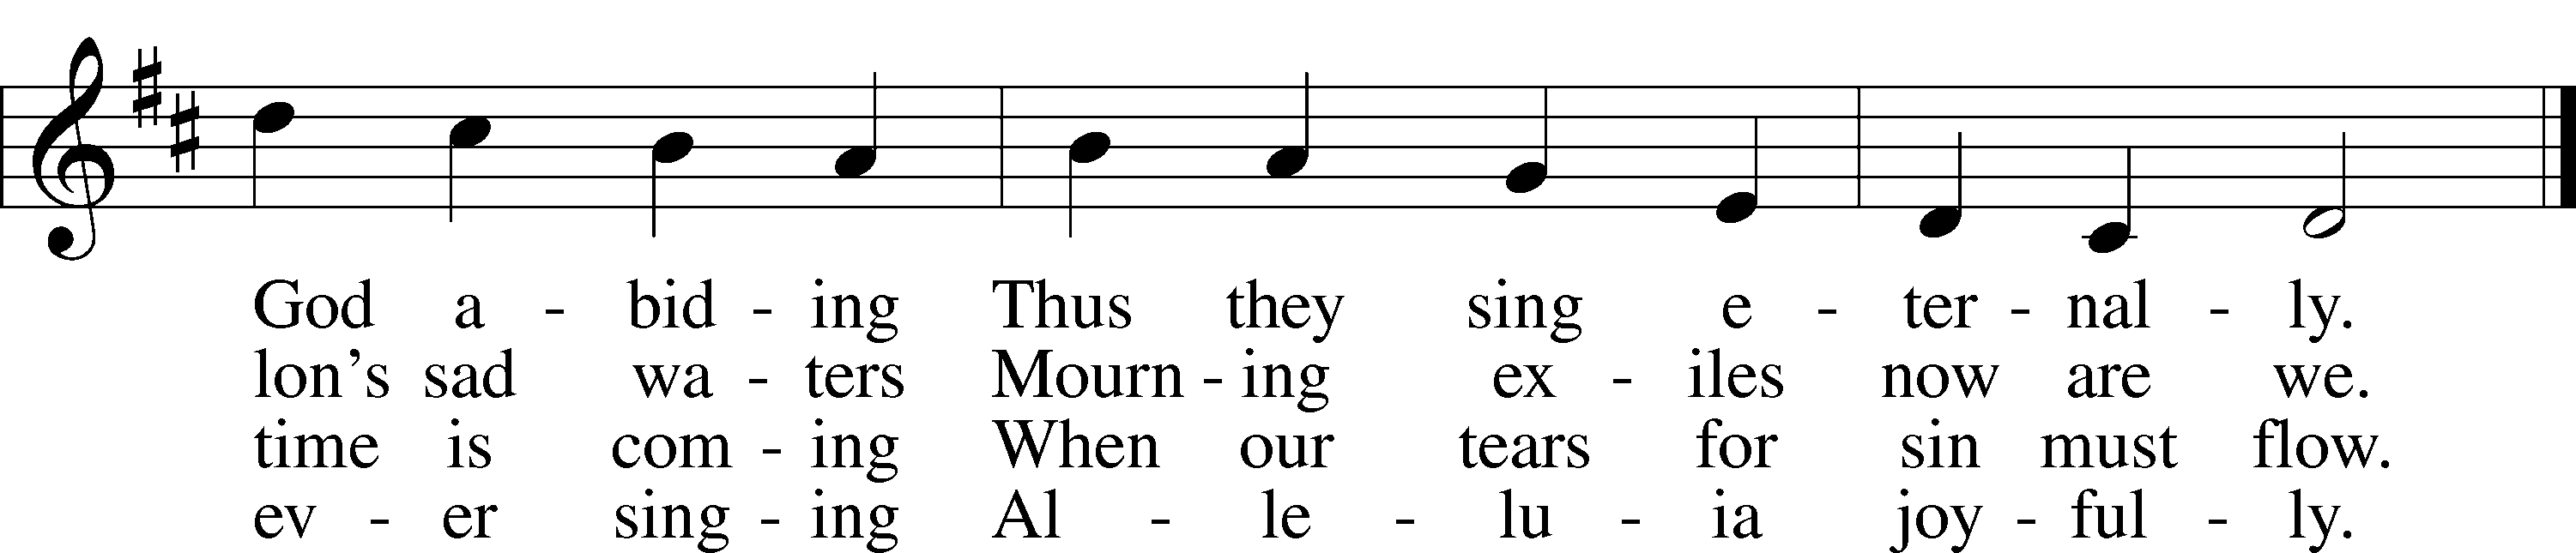 God a - bid - ing Thus they sing e - ter - nal - ly.
lon’s sad wa - ters Mourn - ing ex - iles now are we.
time is com - ing When our tears for sin must flow.
ev - er sing - ing Al - le - lu - ia joy - ful - ly.